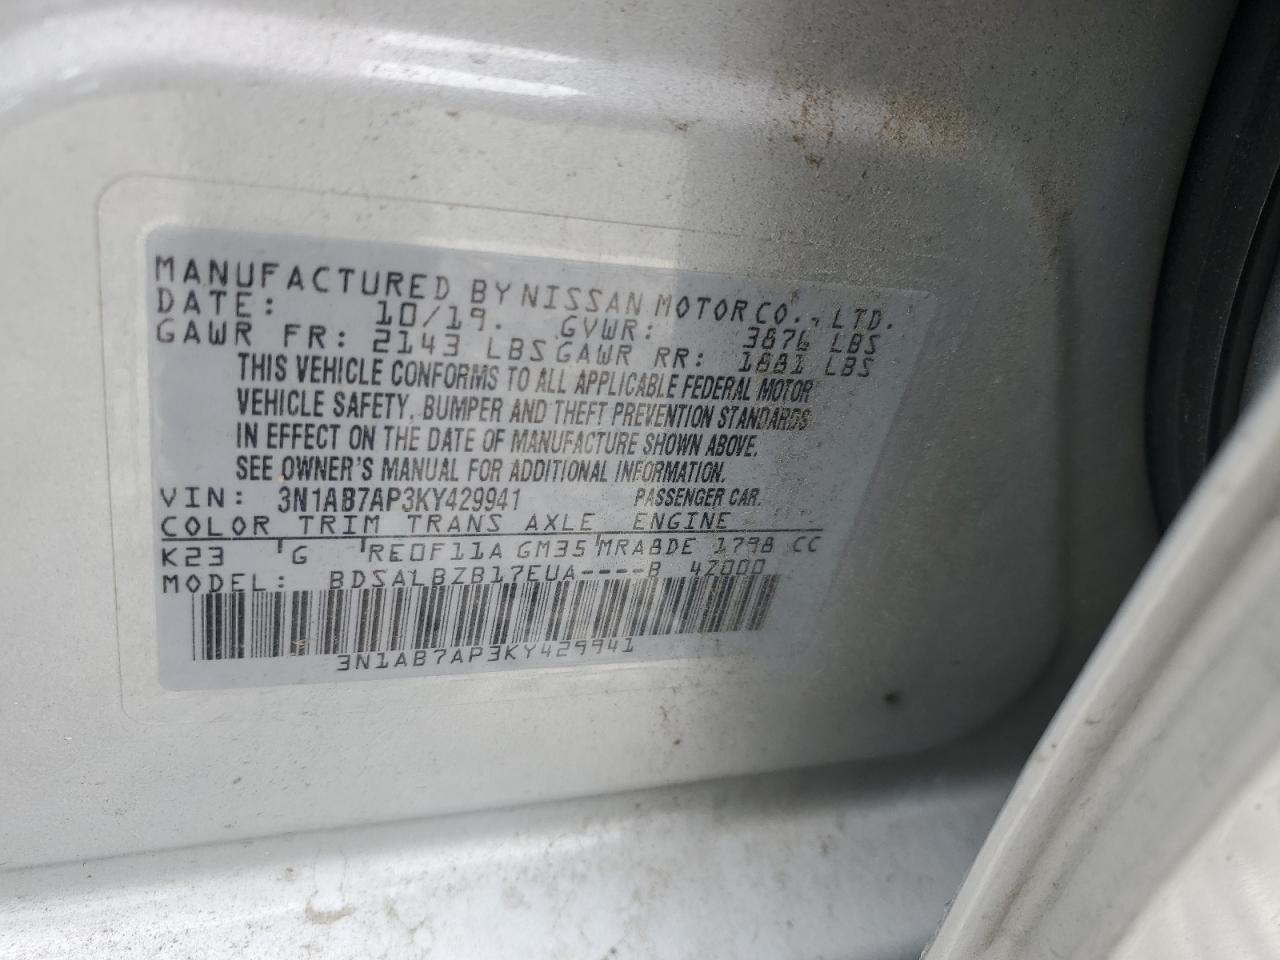 MANUFACTURED BY NISSAN MOTOR CO., LTD.
DATE: 10/19. GVWR: 3876 LBS
GAWR FR: 2143 LBS GAWR RR: 1881 LBS
THIS VEHICLE CONFORMS TO ALL APPLICABLE FEDERAL MOTOR
VEHICLE SAFETY, BUMPER AND THEFT PREVENTION STANDARDS
IN EFFECT ON THE DATE OF MANUFACTURE SHOWN ABOVE.
SEE OWNER'S MANUAL FOR ADDITIONAL INFORMATION.
VIN: 3N1AB7AP3KY429941 PASSENGER CAR.
COLOR TRIM TRANS AXLE ENGINE
K23 G RE0F11A GM35 MRA8DE 1798 CC
MODEL: BDSALBZB17EUA----B 4Z000
3N1AB7AP3KY429941